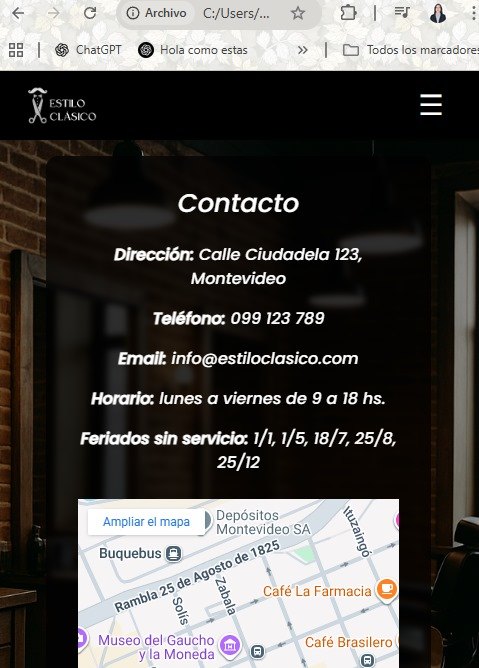 Archivo
C:/Users/...
ChatGPT
Hola como estas
Todos los marcadores
ESTILO
CLÁSICO
Contacto
Dirección: Calle Ciudadela 123,
Montevideo
Teléfono: 099 123 789
Email: info@estiloclasico.com
Horario: lunes a viernes de 9 a 18 hs.
Feriados sin servicio: 1/1, 1/5, 18/7, 25/8,
25/12
Ampliar el mapa
Depósitos
Montevideo SA
Buquebus
Rambla 25 de Agosto de 1825
Ituzaingó
Solís
Zabala
Café La Farmacia
Museo del Gaucho
y la Moneda
Café Brasilero